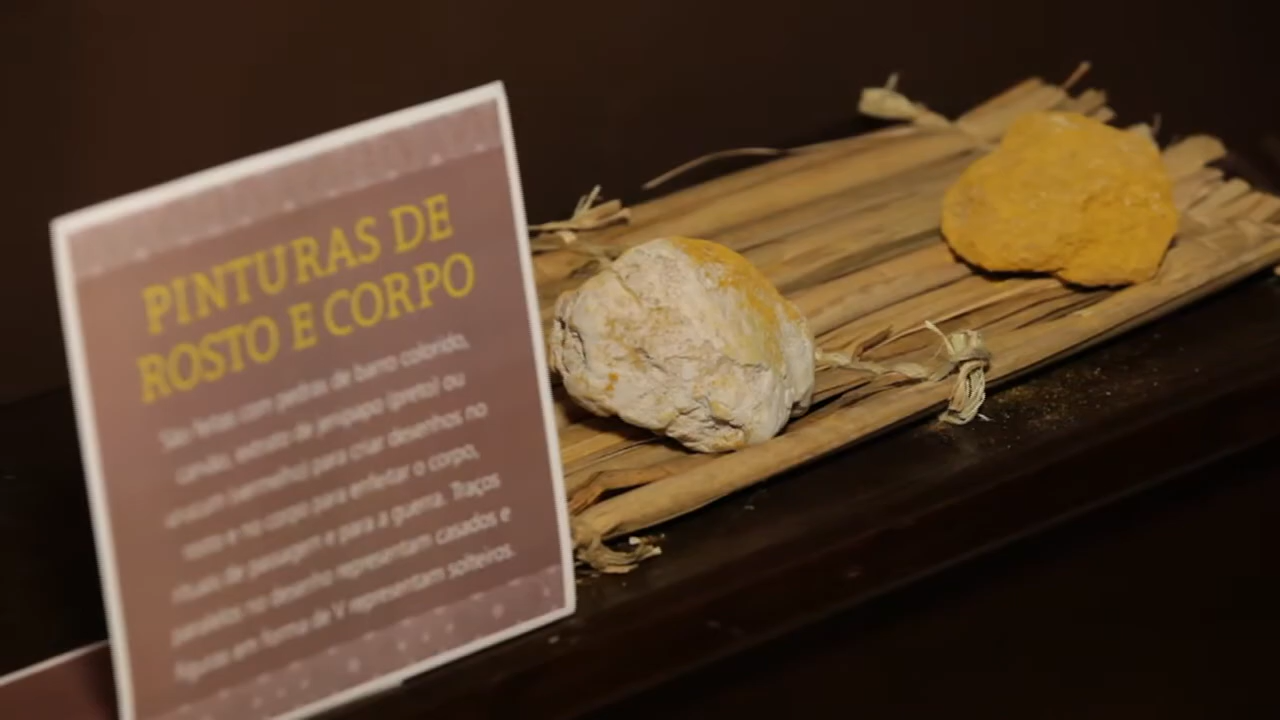 PINTURAS DE
ROSTO E CORPO
São feitas com pedras de barro colorido,
carvão, extrato de jenipapo (preto) ou
urucum (vermelho) para criar desenhos no
rosto e no corpo para enfeitar o corpo,
rituais de passagem e para a guerra. Traços
paralelos no desenho representam casados e
figuras em forma de V representam solteiros.